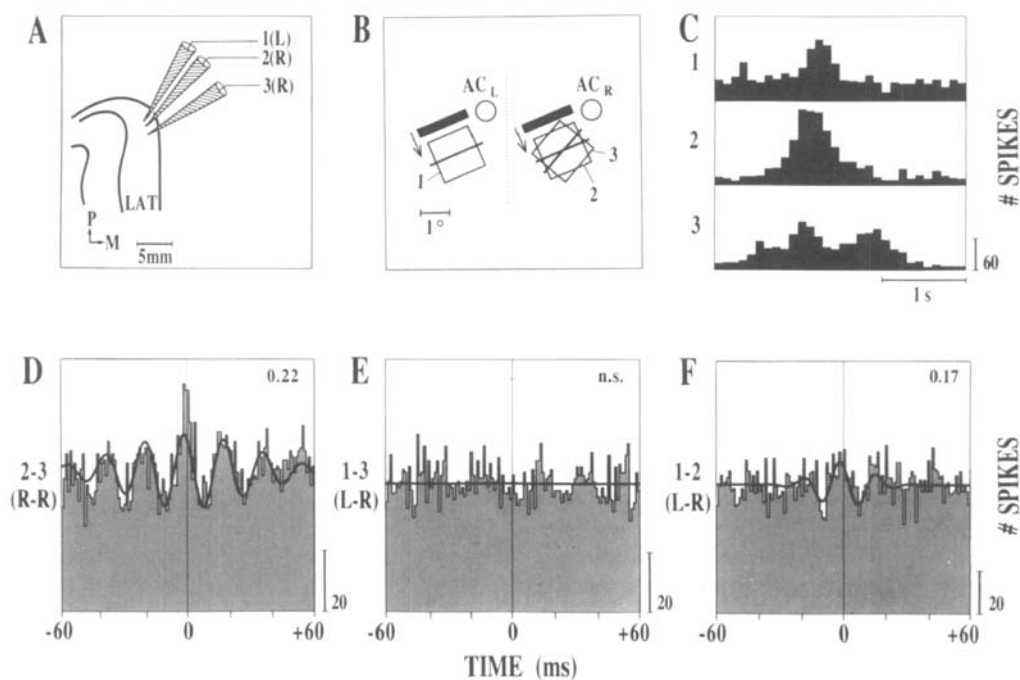 A
1(L)
2(R)
3(R)
LAT
P
M
5mm
B
AC L
AC R
1
3
2
1°
C
1
2
3
# SPIKES
60
1 s
D
0.22
2-3
(R-R)
20
-60
0
+60
E
n.s.
1-3
(L-R)
20
-60
0
+60
F
0.17
1-2
(L-R)
# SPIKES
20
-60
0
+60
TIME (ms)